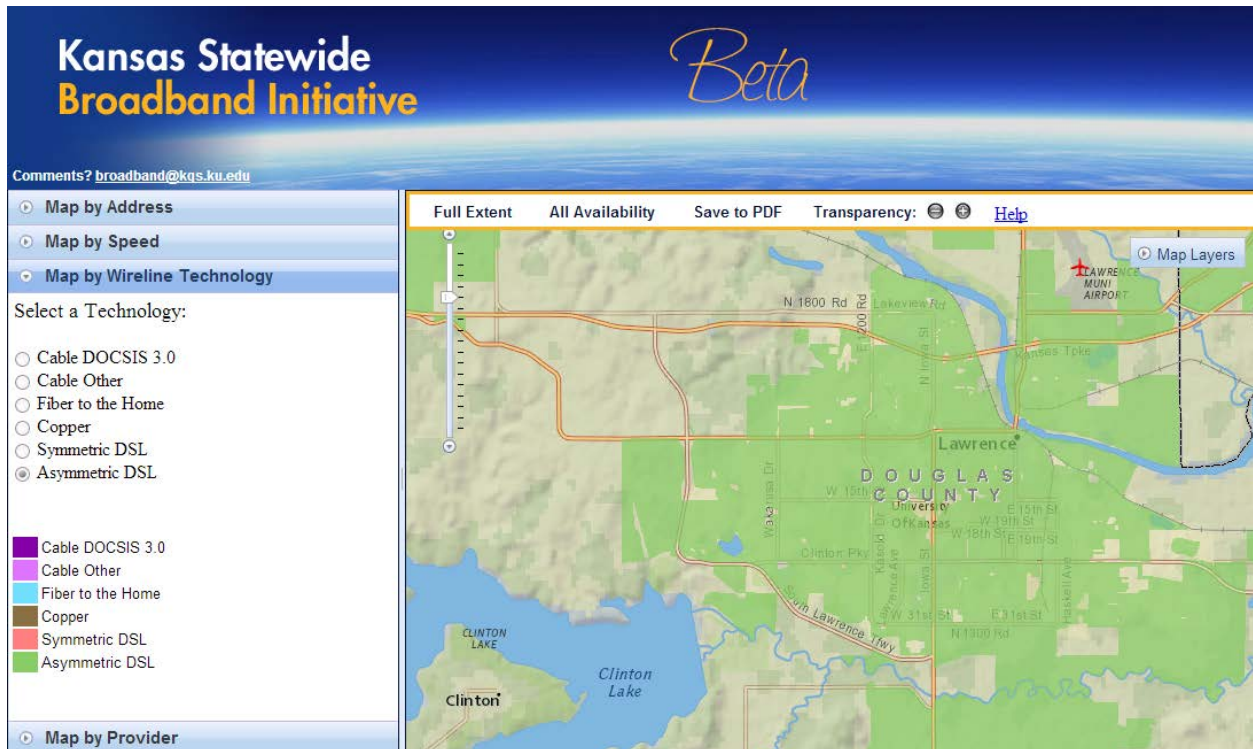 Kansas Statewide
Broadband Initiative
Beta
Comments? broadband@kgs.ku.edu
Map by Address
Map by Speed
Map by Wireline Technology
Select a Technology:
Cable DOCSIS 3.0
Cable Other
Fiber to the Home
Copper
Symmetric DSL
Asymmetric DSL
Cable DOCSIS 3.0
Cable Other
Fiber to the Home
Copper
Symmetric DSL
Asymmetric DSL
Map by Provider
Full Extent All Availability Save to PDF Transparency: Help
Map Layers
LAWRENCE
MUNI
AIRPORT
N 1800 Rd
Lakeview Rd
E 1200 Rd
N Iowa St
Kansas Tpke
Lawrence
DOUGLAS
COUNTY
Wakarusa Dr
W 15th St
University
Of Kansas
E 15th St
W 19th St
W 18th St
E 19th St
Clinton Pky
Kasold Dr
Lawrence Ave
Iowa St
Haskell Ave
South Lawrence Tfwy
W 31st St
E 31st St
N 1300 Rd
CLINTON
LAKE
Clinton
Lake
Clinton